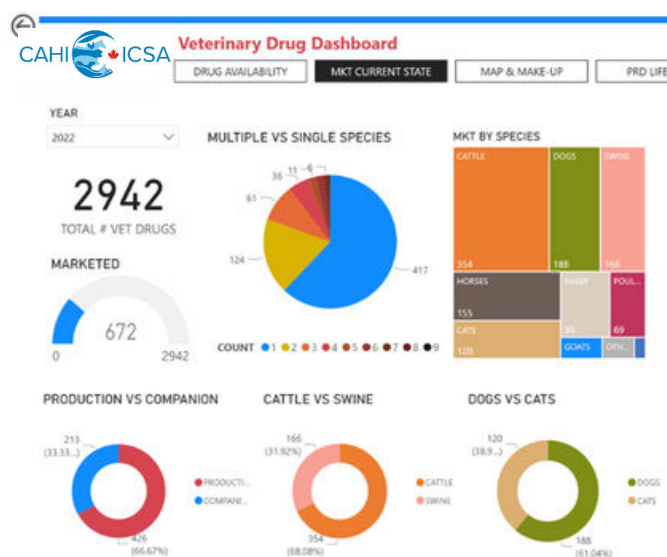 CAHI ICSA
Veterinary Drug Dashboard
DRUG AVAILABILITY
MKT CURRENT STATE
MAP & MAKE-UP
PRD LIFE
YEAR
2022
2942
TOTAL # VET DRUGS
MARKETED
672
0
2942
MULTIPLE VS SINGLE SPECIES
36
11
6
61
124
417
COUNT 1 2 3 4 5 6 7 8 9
MKT BY SPECIES
CATTLE
354
DOGS
188
SWINE
166
HORSES
155
SHEEP
POUL...
69
CATS
120
GOATS
OTH...
PRODUCTION VS COMPANION
213
(33.33...)
426
(66.67%)
PRODUCTI...
COMPANI...
CATTLE VS SWINE
166
(31.92%)
354
(68.08%)
CATTLE
SWINE
DOGS VS CATS
120
(38.9...)
188
(61.04%)
DOGS
CATS